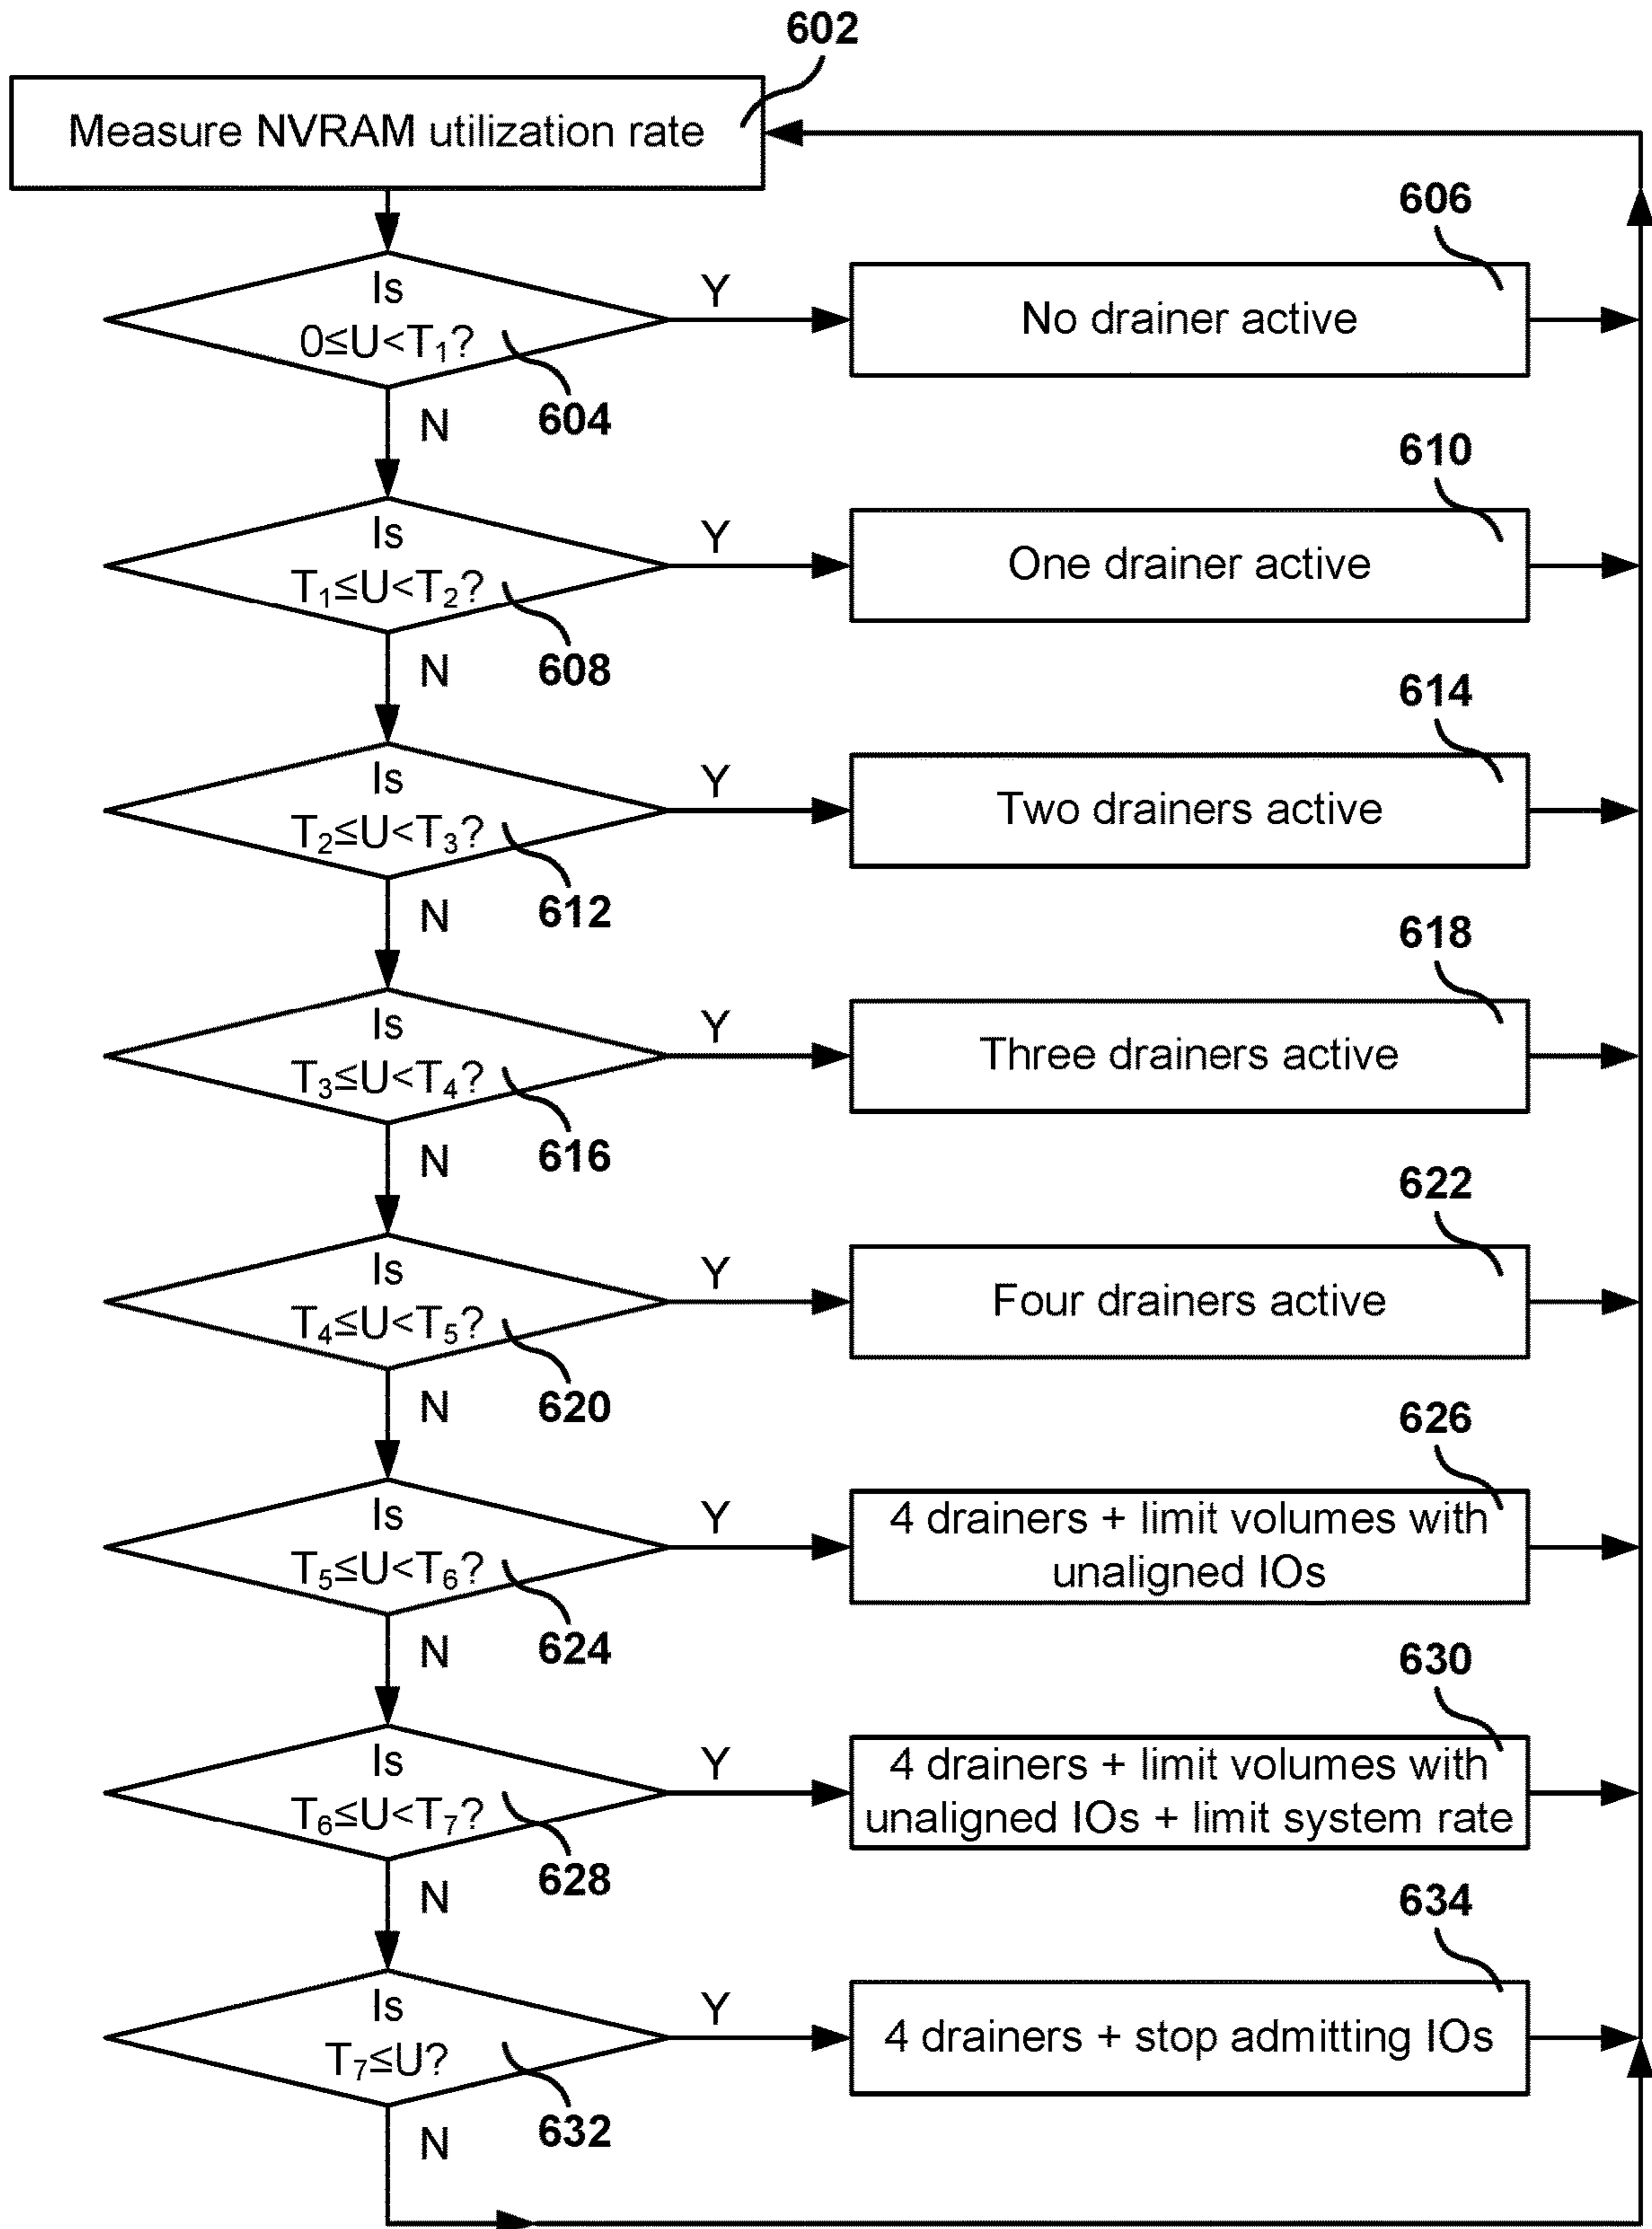 602
Measure NVRAM utilization rate
606
Is
0≤U<T₁?
Y
No drainer active
604
N
610
Is
T₁≤U<T₂?
Y
One drainer active
608
N
614
Is
T₂≤U<T₃?
Y
Two drainers active
612
N
618
Is
T₃≤U<T₄?
Y
Three drainers active
616
N
622
Is
T₄≤U<T₅?
Y
Four drainers active
620
N
626
Is
T₅≤U<T₆?
Y
4 drainers + limit volumes with
unaligned IOs
624
N
630
Is
T₆≤U<T₇?
Y
4 drainers + limit volumes with
unaligned IOs + limit system rate
628
N
634
Is
T₇≤U?
Y
4 drainers + stop admitting IOs
632
N